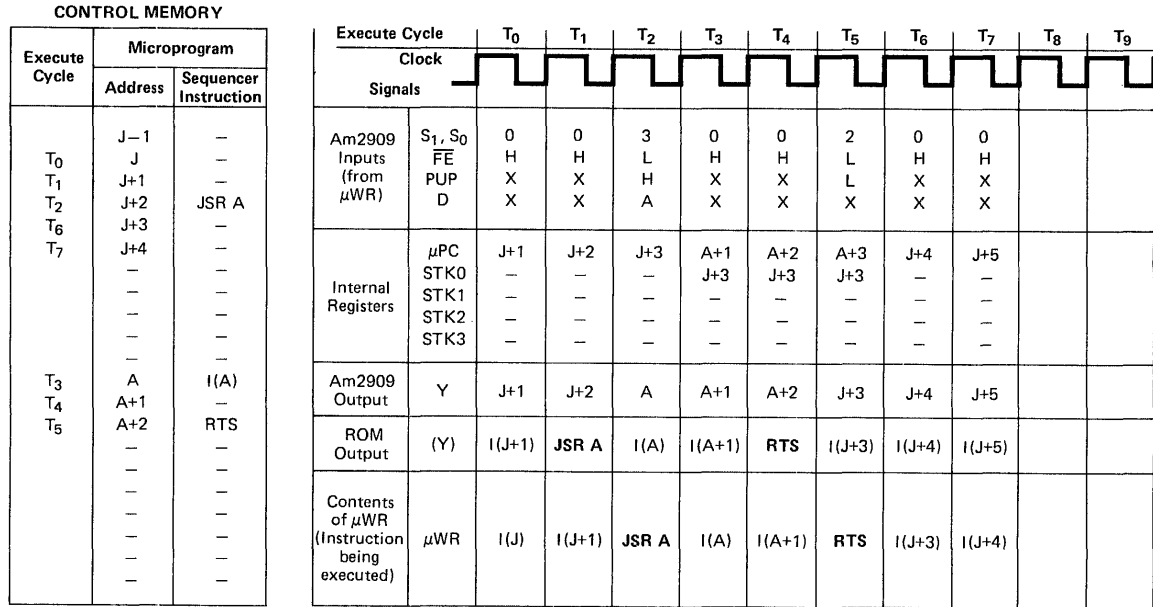 CONTROL MEMORY
Execute Cycle | Microprogram
Address | Sequencer Instruction
J–1 –
T0 J –
T1 J+1 –
T2 J+2 JSR A
T6 J+3 –
T7 J+4 –
– –
– –
– –
– –
– –
T3 A I(A)
T4 A+1 –
T5 A+2 RTS
– –
– –
– –
– –
– –
– –
Execute Cycle T0 T1 T2 T3 T4 T5 T6 T7 T8 T9
Clock
Signals
Am2909 Inputs (from μWR)
S1, S0 0 0 3 0 0 2 0 0
F̅E̅ H H L H H L H H
PUP X X H X X L X X
D X X A X X X X X
Internal Registers
μPC J+1 J+2 J+3 A+1 A+2 A+3 J+4 J+5
STK0 – – – J+3 J+3 J+3 – –
STK1 – – – – – – – –
STK2 – – – – – – – –
STK3 – – – – – – – –
Am2909 Output Y J+1 J+2 A A+1 A+2 J+3 J+4 J+5
ROM Output (Y) I(J+1) JSR A I(A) I(A+1) RTS I(J+3) I(J+4) I(J+5)
Contents of μWR (Instruction being executed) μWR I(J) I(J+1) JSR A I(A) I(A+1) RTS I(J+3) I(J+4)